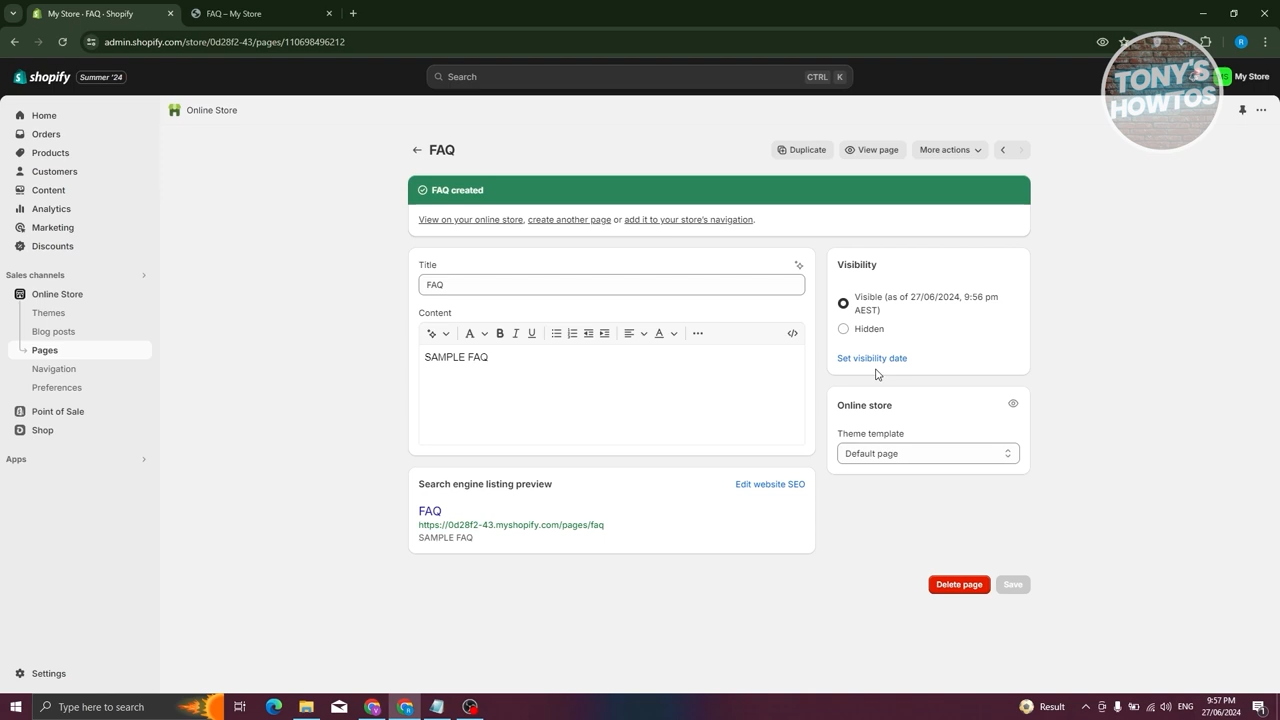 My Store - Pages - FAQ · Shopify
FAQ – My Store
admin.shopify.com/store/0d28f2-43/pages/110698496212
R
shopify
Summer '24
Search
CTRL
K
My Store
TONY'S
HOWTOS
Home
Orders
Products
Customers
Content
Analytics
Marketing
Discounts
Sales channels
Online Store
Themes
Blog posts
Pages
Navigation
Preferences
Point of Sale
Shop
Apps
Settings
Online Store
FAQ
Duplicate
View page
More actions
FAQ created
View on your online store, create another page or add it to your store's navigation.
Title
FAQ
Content
A
B
I
U
A
SAMPLE FAQ
Search engine listing preview
Edit website SEO
FAQ
https://0d28f2-43.myshopify.com/pages/faq
SAMPLE FAQ
Visibility
Visible (as of 27/06/2024, 9:56 pm
AEST)
Hidden
Set visibility date
Online store
Theme template
Default page
Delete page
Save
Type here to search
Result
ENG
9:57 PM
27/06/2024